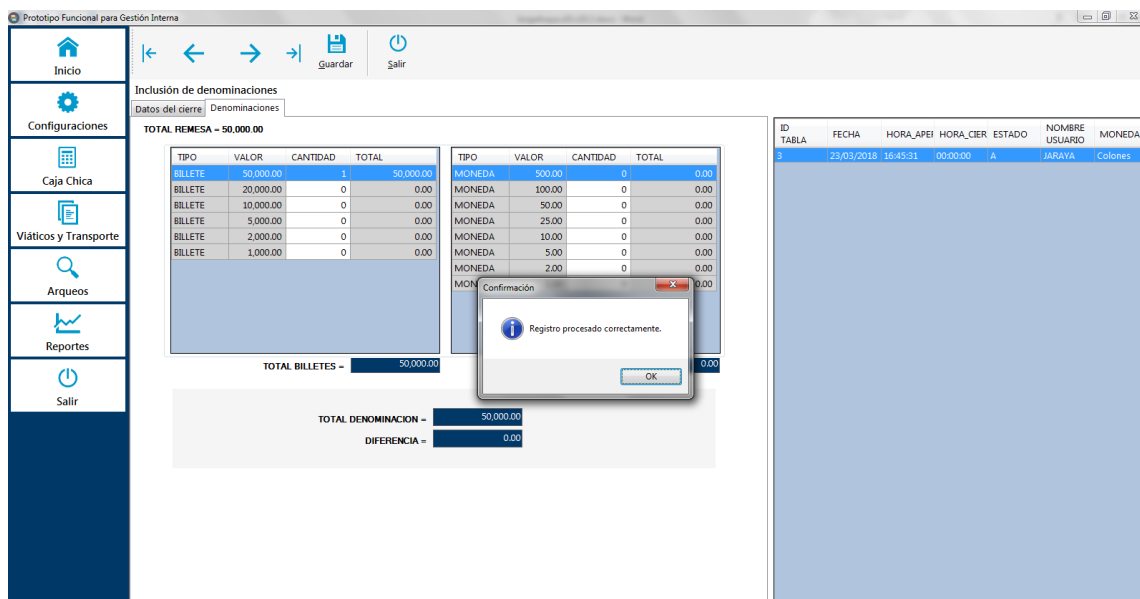 Prototipo Funcional para Gestión Interna
Inicio
Configuraciones
Caja Chica
Viáticos y Transporte
Arqueos
Reportes
Salir
Guardar
Salir
Inclusión de denominaciones
Datos del cierre Denominaciones
TOTAL REMESA = 50,000.00
TIPO VALOR CANTIDAD TOTAL
BILLETE 50,000.00 1 50,000.00
BILLETE 20,000.00 0 0.00
BILLETE 10,000.00 0 0.00
BILLETE 5,000.00 0 0.00
BILLETE 2,000.00 0 0.00
BILLETE 1,000.00 0 0.00
TOTAL BILLETES = 50,000.00
TIPO VALOR CANTIDAD TOTAL
MONEDA 500.00 0 0.00
MONEDA 100.00 0 0.00
MONEDA 50.00 0 0.00
MONEDA 25.00 0 0.00
MONEDA 10.00 0 0.00
MONEDA 5.00 0 0.00
MONEDA 2.00 0 0.00
MON 0.00
0.00
Confirmación
Registro procesado correctamente.
OK
TOTAL DENOMINACION = 50,000.00
DIFERENCIA = 0.00
ID TABLA FECHA HORA_APEI HORA_CIER ESTADO NOMBRE USUARIO MONEDA
3 23/03/2018 16:45:31 00:00:00 A JARAYA Colones